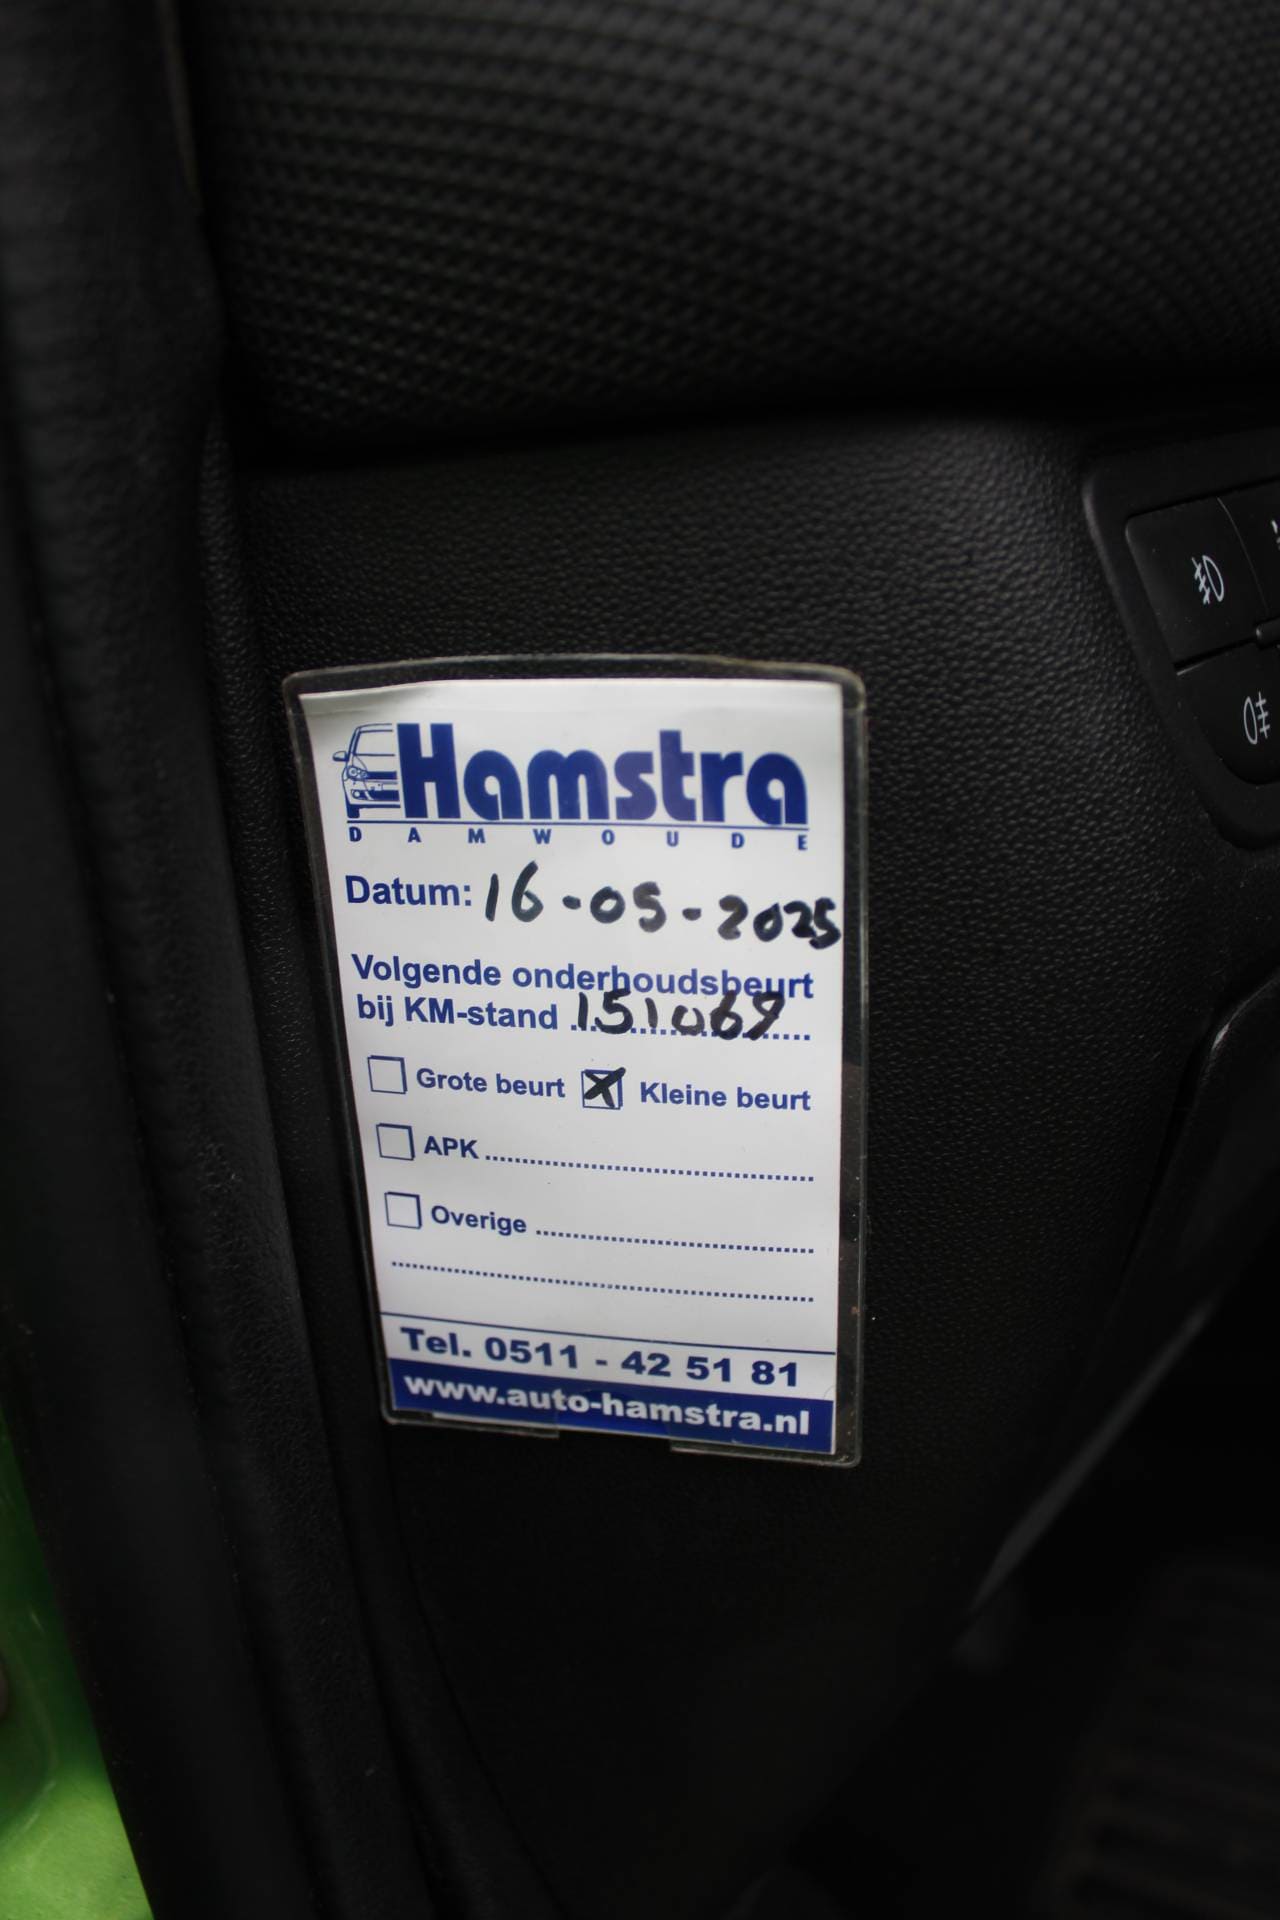 Hamstra
DAMWOUDE
Datum: 16-05-2025
Volgende onderhoudsbeurt
bij KM-stand 151069
Grote beurt Kleine beurt
APK
Overige
Tel. 0511 - 42 51 81
www.auto-hamstra.nl